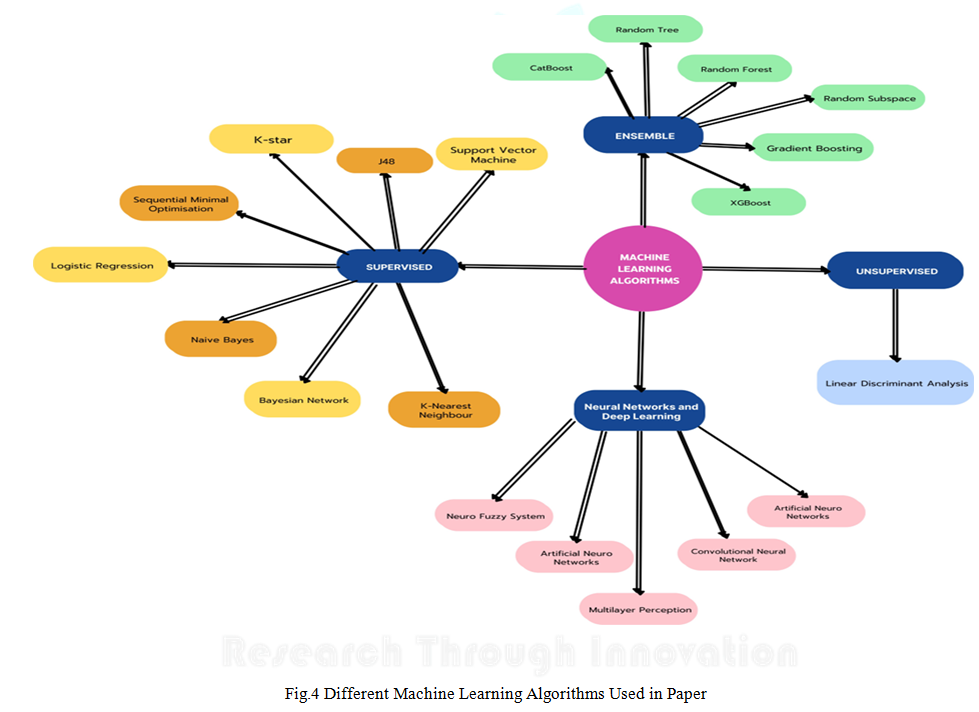 Random Tree
CatBoost
Random Forest
Random Subspace
ENSEMBLE
Gradient Boosting
XGBoost
K-star
J48
Support Vector
Machine
Sequential Minimal
Optimisation
Logistic Regression
SUPERVISED
Naive Bayes
Bayesian Network
K-Nearest
Neighbour
MACHINE
LEARNING
ALGORITHMS
UNSUPERVISED
Linear Discriminant Analysis
Neural Networks and
Deep Learning
Neuro Fuzzy System
Artificial Neuro
Networks
Multilayer Perception
Convolutional Neural
Network
Artificial Neuro
Networks
Research Through Innovation
Fig.4 Different Machine Learning Algorithms Used in Paper